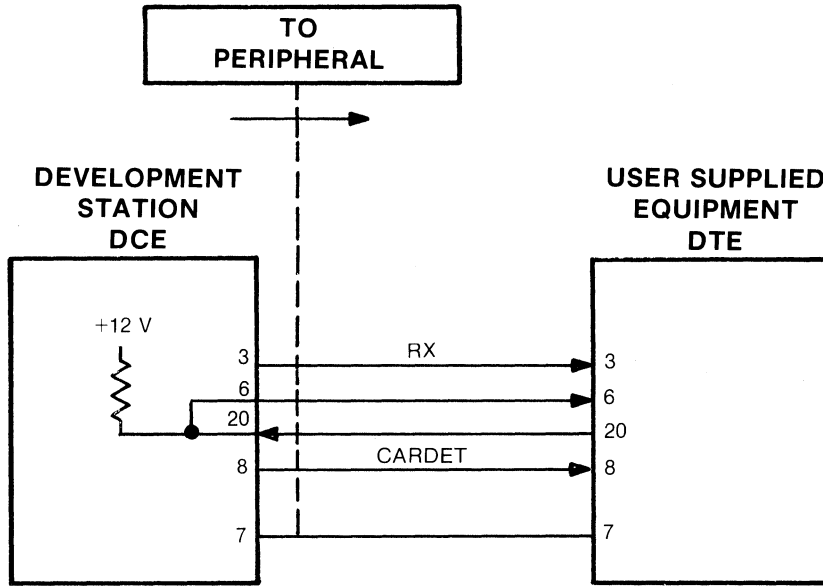 TO
PERIPHERAL
DEVELOPMENT
STATION
DCE
USER SUPPLIED
EQUIPMENT
DTE
+12 V
3
RX
3
6
6
20
20
8
CARDET
8
7
7